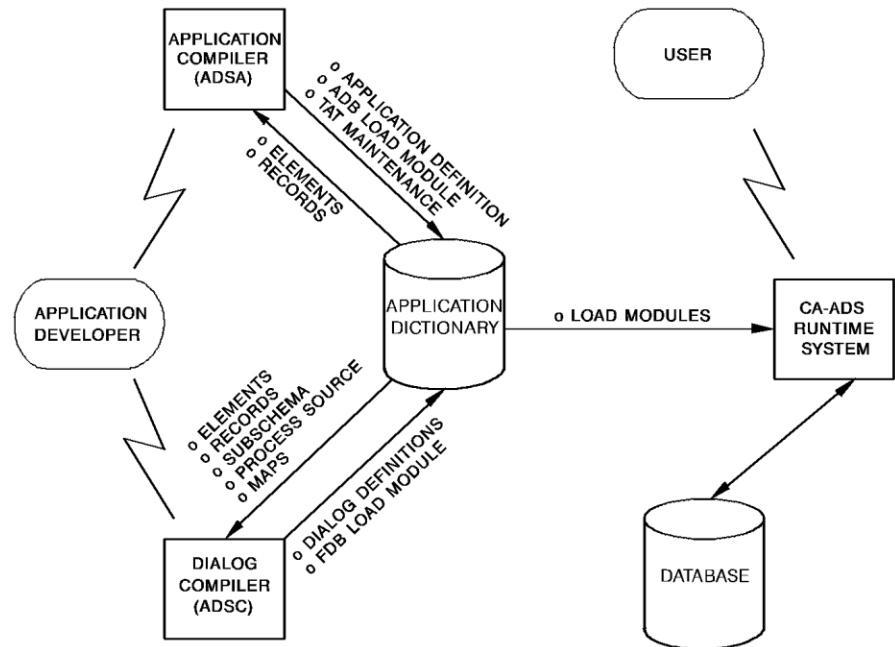 APPLICATION
COMPILER
(ADSA)
USER
o APPLICATION DEFINITION
o ADB LOAD MODULE
o TAT MAINTENANCE
o ELEMENTS
o RECORDS
APPLICATION
DEVELOPER
APPLICATION
DICTIONARY
o LOAD MODULES
CA-ADS
RUNTIME
SYSTEM
o ELEMENTS
o RECORDS
o SUBSCHEMA
o PROCESS SOURCE
o MAPS
o DIALOG DEFINITIONS
o FDB LOAD MODULE
DIALOG
COMPILER
(ADSC)
DATABASE